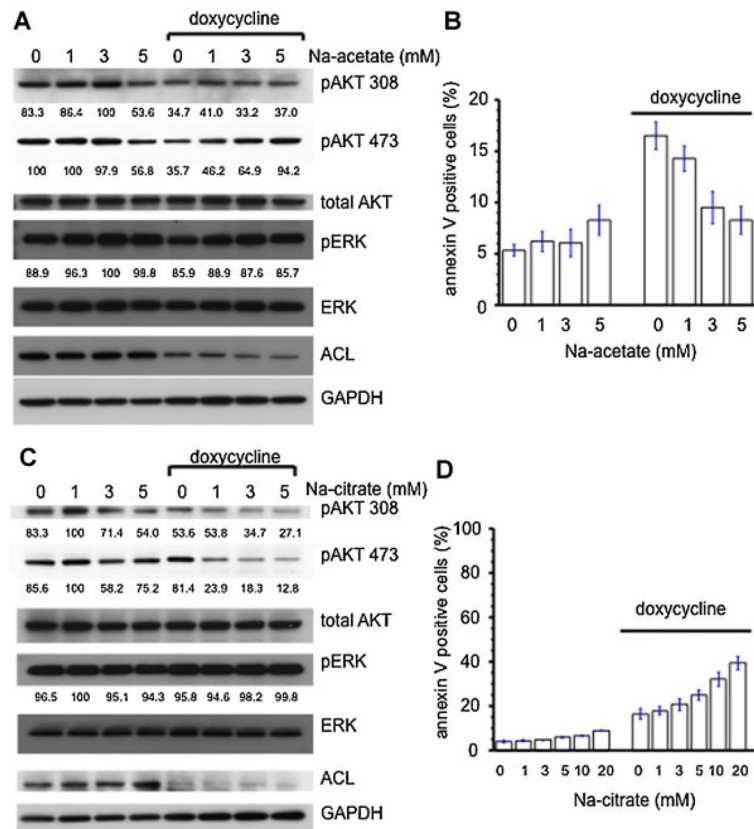 A
doxycycline
0 1 3 5 0 1 3 5 Na-acetate (mM)
pAKT 308
83.3 86.4 100 53.6 34.7 41.0 33.2 37.0
pAKT 473
100 100 97.9 56.8 35.7 46.2 64.9 94.2
total AKT
pERK
88.9 96.3 100 98.8 85.9 88.9 87.6 85.7
ERK
ACL
GAPDH
B
annexin V positive cells (%)
20
15
10
5
0
doxycycline
0 1 3 5 0 1 3 5
Na-acetate (mM)
C
doxycycline
0 1 3 5 0 1 3 5 Na-citrate (mM)
pAKT 308
83.3 100 71.4 54.0 53.6 53.8 34.7 27.1
pAKT 473
85.6 100 58.2 75.2 81.4 23.9 18.3 12.8
total AKT
pERK
96.5 100 95.1 94.3 95.8 94.6 98.2 99.8
ERK
ACL
GAPDH
D
annexin V positive cells (%)
100
80
60
40
20
0
doxycycline
0 1 3 5 10 20 0 1 3 5 10 20
Na-citrate (mM)